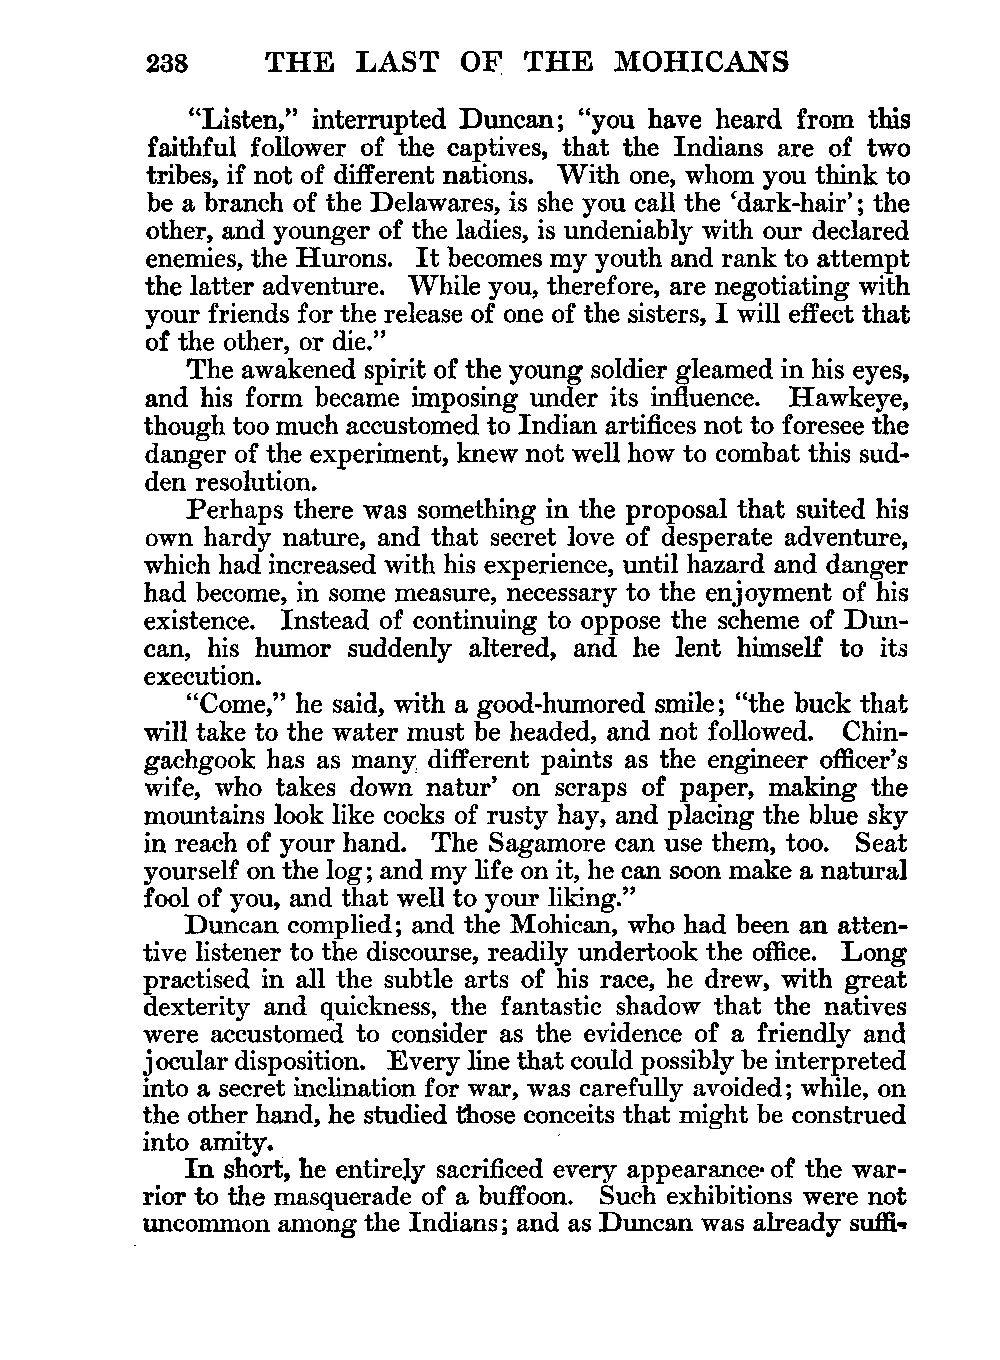 238 THE LAST OF THE MOHICANS
“Listen,” interrupted Duncan; “you have heard from this
faithful follower of the captives, that the Indians are of two
tribes, if not of different nations. With one, whom you think to
be a branch of the Delawares, is she you call the ‘dark-hair’; the
other, and younger of the ladies, is undeniably with our declared
enemies, the Hurons. It becomes my youth and rank to attempt
the latter adventure. While you, therefore, are negotiating with
your friends for the release of one of the sisters, I will effect that
of the other, or die.”
The awakened spirit of the young soldier gleamed in his eyes,
and his form became imposing under its influence. Hawkeye,
though too much accustomed to Indian artifices not to foresee the
danger of the experiment, knew not well how to combat this sud-
den resolution.
Perhaps there was something in the proposal that suited his
own hardy nature, and that secret love of desperate adventure,
which had increased with his experience, until hazard and danger
had become, in some measure, necessary to the enjoyment of his
existence. Instead of continuing to oppose the scheme of Dun-
can, his humor suddenly altered, and he lent himself to its
execution.
“Come,” he said, with a good-humored smile; “the buck that
will take to the water must be headed, and not followed. Chin-
gachgook has as many different paints as the engineer officer’s
wife, who takes down natur’ on scraps of paper, making the
mountains look like cocks of rusty hay, and placing the blue sky
in reach of your hand. The Sagamore can use them, too. Seat
yourself on the log; and my life on it, he can soon make a natural
fool of you, and that well to your liking.”
Duncan complied; and the Mohican, who had been an atten-
tive listener to the discourse, readily undertook the office. Long
practised in all the subtle arts of his race, he drew, with great
dexterity and quickness, the fantastic shadow that the natives
were accustomed to consider as the evidence of a friendly and
jocular disposition. Every line that could possibly be interpreted
into a secret inclination for war, was carefully avoided; while, on
the other hand, he studied those conceits that might be construed
into amity.
In short, he entirely sacrificed every appearance of the war-
rior to the masquerade of a buffoon. Such exhibitions were not
uncommon among the Indians; and as Duncan was already suffi-